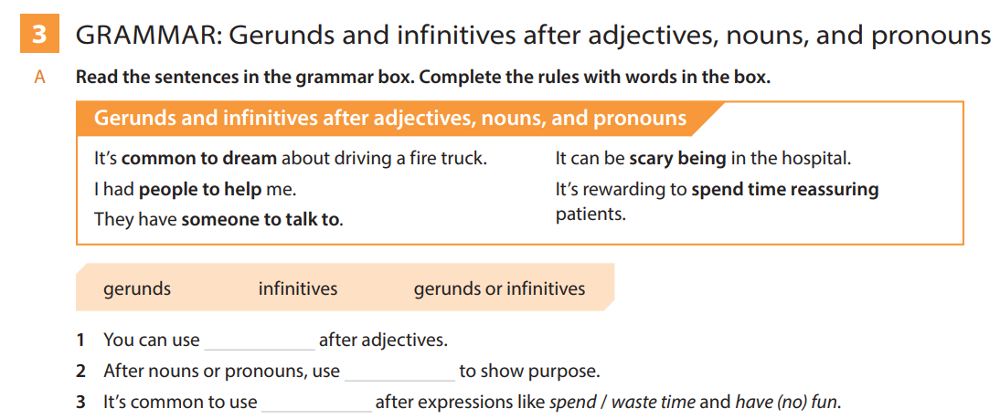 3 GRAMMAR: Gerunds and infinitives after adjectives, nouns, and pronouns
A Read the sentences in the grammar box. Complete the rules with words in the box.
Gerunds and infinitives after adjectives, nouns, and pronouns
It's common to dream about driving a fire truck.
I had people to help me.
They have someone to talk to.
It can be scary being in the hospital.
It's rewarding to spend time reassuring
patients.
gerunds infinitives gerunds or infinitives
1 You can use ____________ after adjectives.
2 After nouns or pronouns, use ____________ to show purpose.
3 It's common to use ____________ after expressions like spend / waste time and have (no) fun.